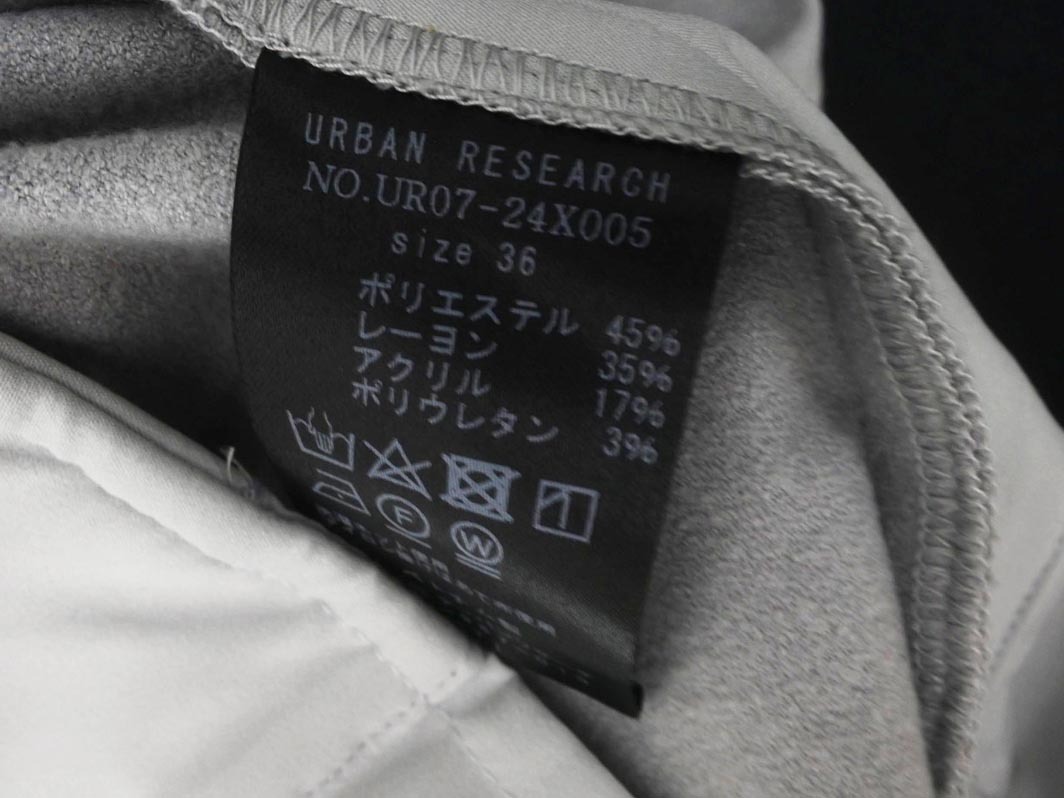 URBAN RESEARCH
NO.UR07-24X005
size 36
ポリエステル 45%
レーヨン 35%
アクリル 17%
ポリウレタン 3%
F
W